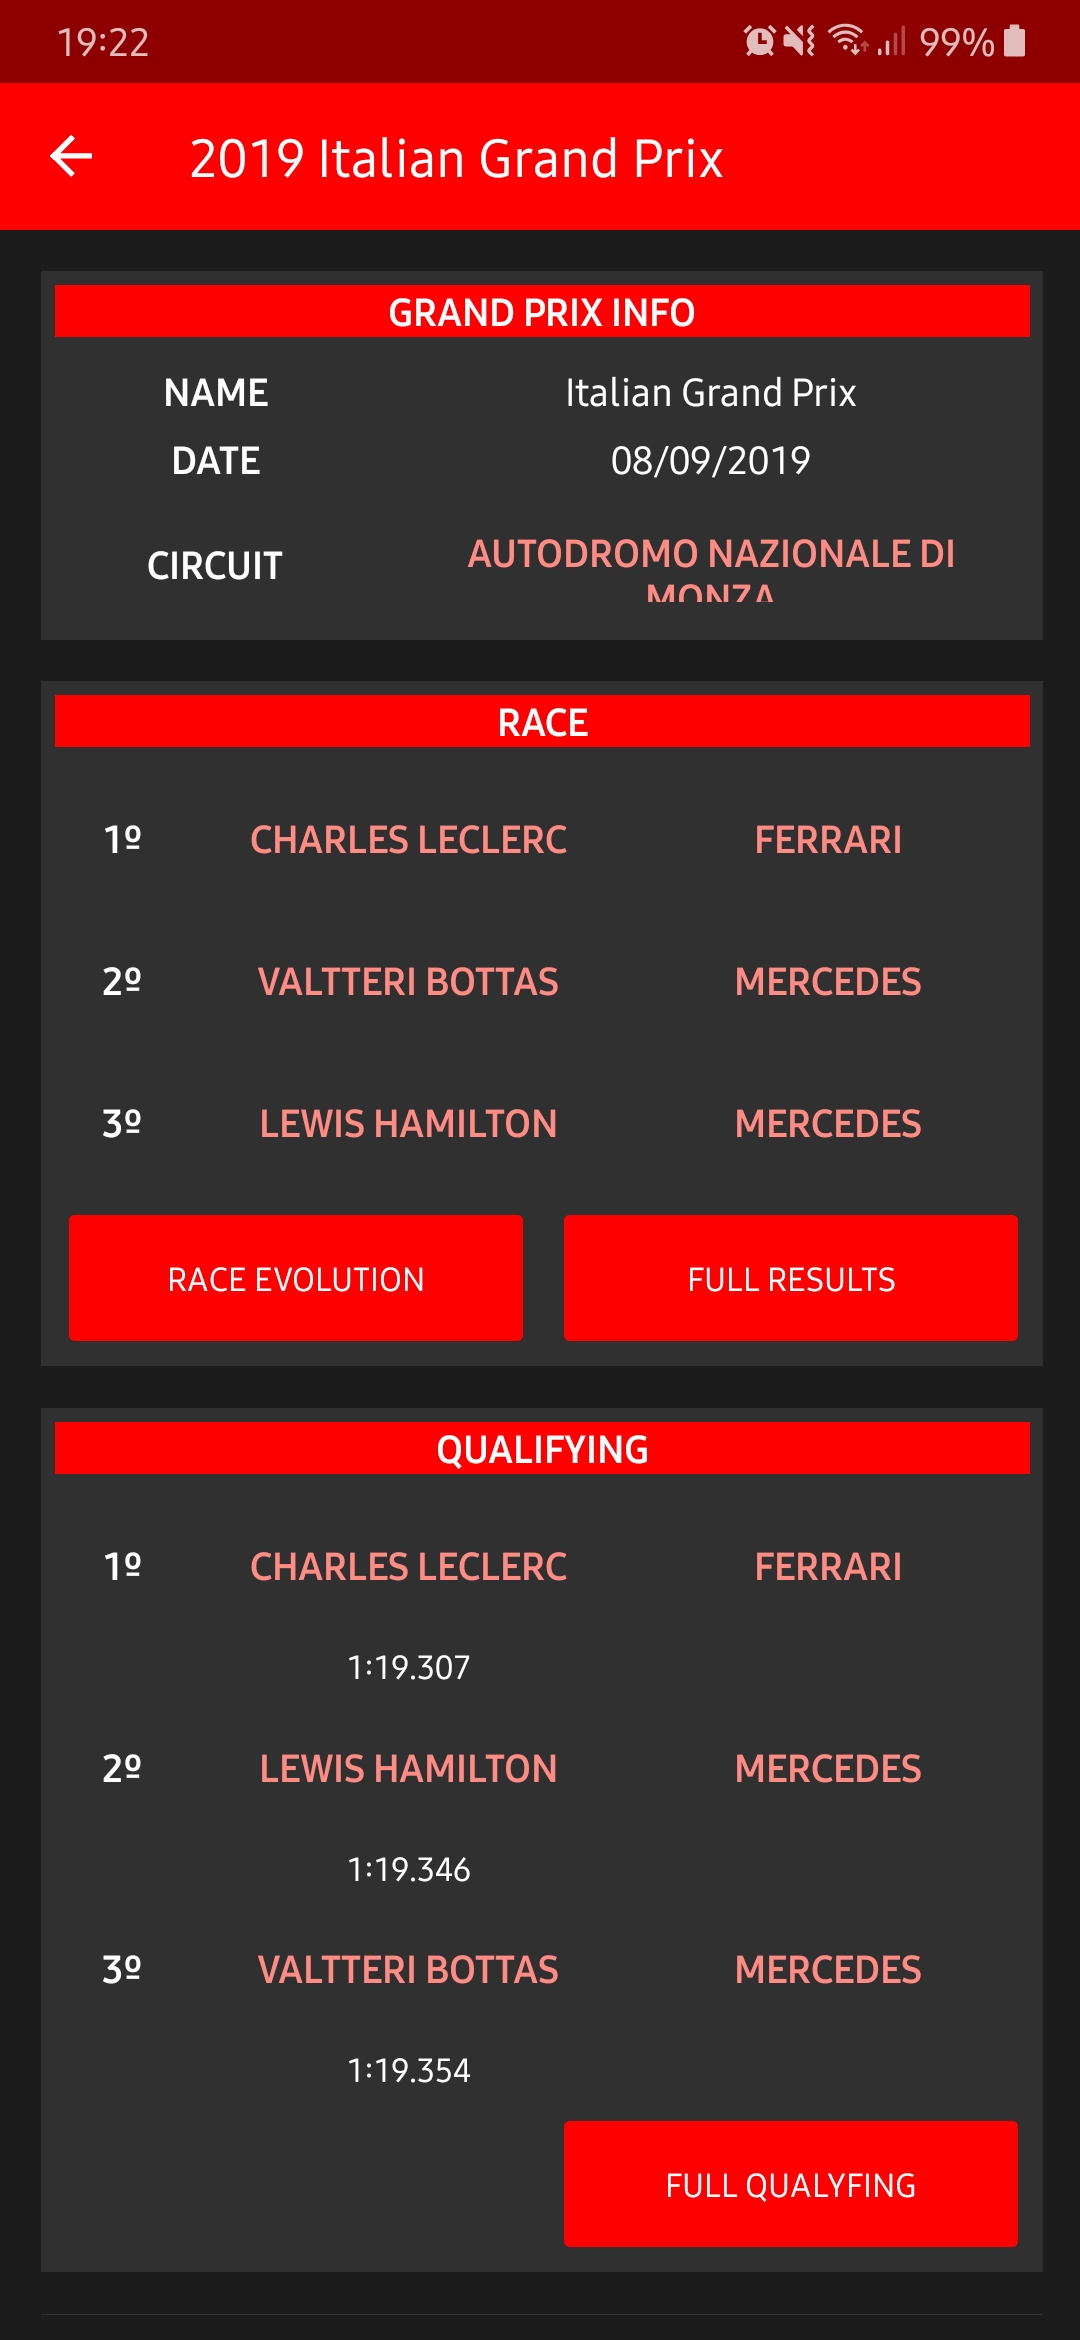 19:22
99%
2019 Italian Grand Prix
GRAND PRIX INFO
NAME Italian Grand Prix
DATE 08/09/2019
CIRCUIT AUTODROMO NAZIONALE DI
MONZA
RACE
1º CHARLES LECLERC FERRARI
2º VALTTERI BOTTAS MERCEDES
3º LEWIS HAMILTON MERCEDES
RACE EVOLUTION FULL RESULTS
QUALIFYING
1º CHARLES LECLERC FERRARI
1:19.307
2º LEWIS HAMILTON MERCEDES
1:19.346
3º VALTTERI BOTTAS MERCEDES
1:19.354
FULL QUALYFING